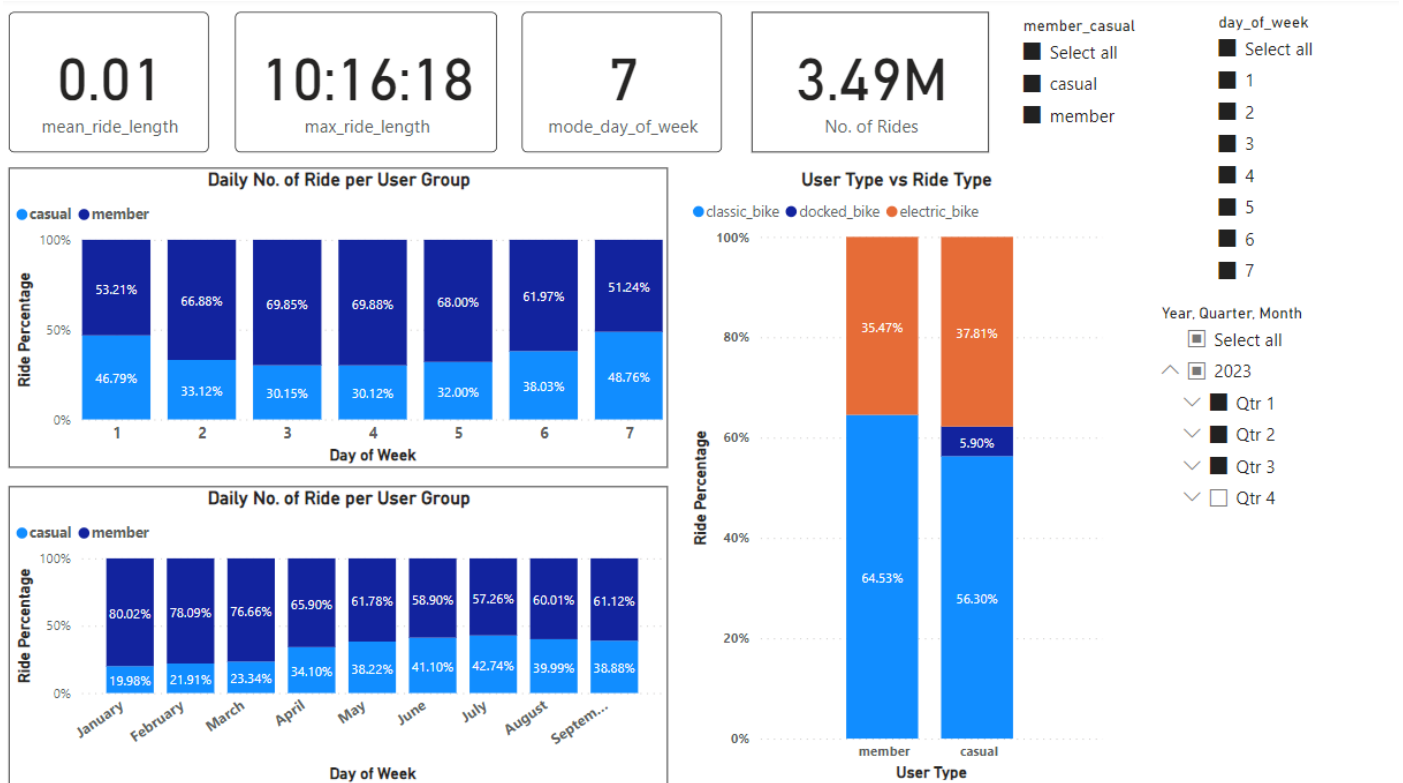 0.01
mean_ride_length
10:16:18
max_ride_length
7
mode_day_of_week
3.49M
No. of Rides
member_casual
Select all
casual
member
day_of_week
Select all
1
2
3
4
5
6
7
Year, Quarter, Month
Select all
2023
Qtr 1
Qtr 2
Qtr 3
Qtr 4
Daily No. of Ride per User Group
casual member
Ride Percentage
100%
50%
0%
53.21% 66.88% 69.85% 69.88% 68.00% 61.97% 51.24%
46.79% 33.12% 30.15% 30.12% 32.00% 38.03% 48.76%
1 2 3 4 5 6 7
Day of Week
Daily No. of Ride per User Group
casual member
Ride Percentage
100%
50%
0%
80.02% 78.09% 76.66% 65.90% 61.78% 58.90% 57.26% 60.01% 61.12%
19.98% 21.91% 23.34% 34.10% 38.22% 41.10% 42.74% 39.99% 38.88%
January February March April May June July August Septem...
Day of Week
User Type vs Ride Type
classic_bike docked_bike electric_bike
Ride Percentage
100%
80%
60%
40%
20%
0%
35.47% 37.81%
5.90%
64.53% 56.30%
member casual
User Type